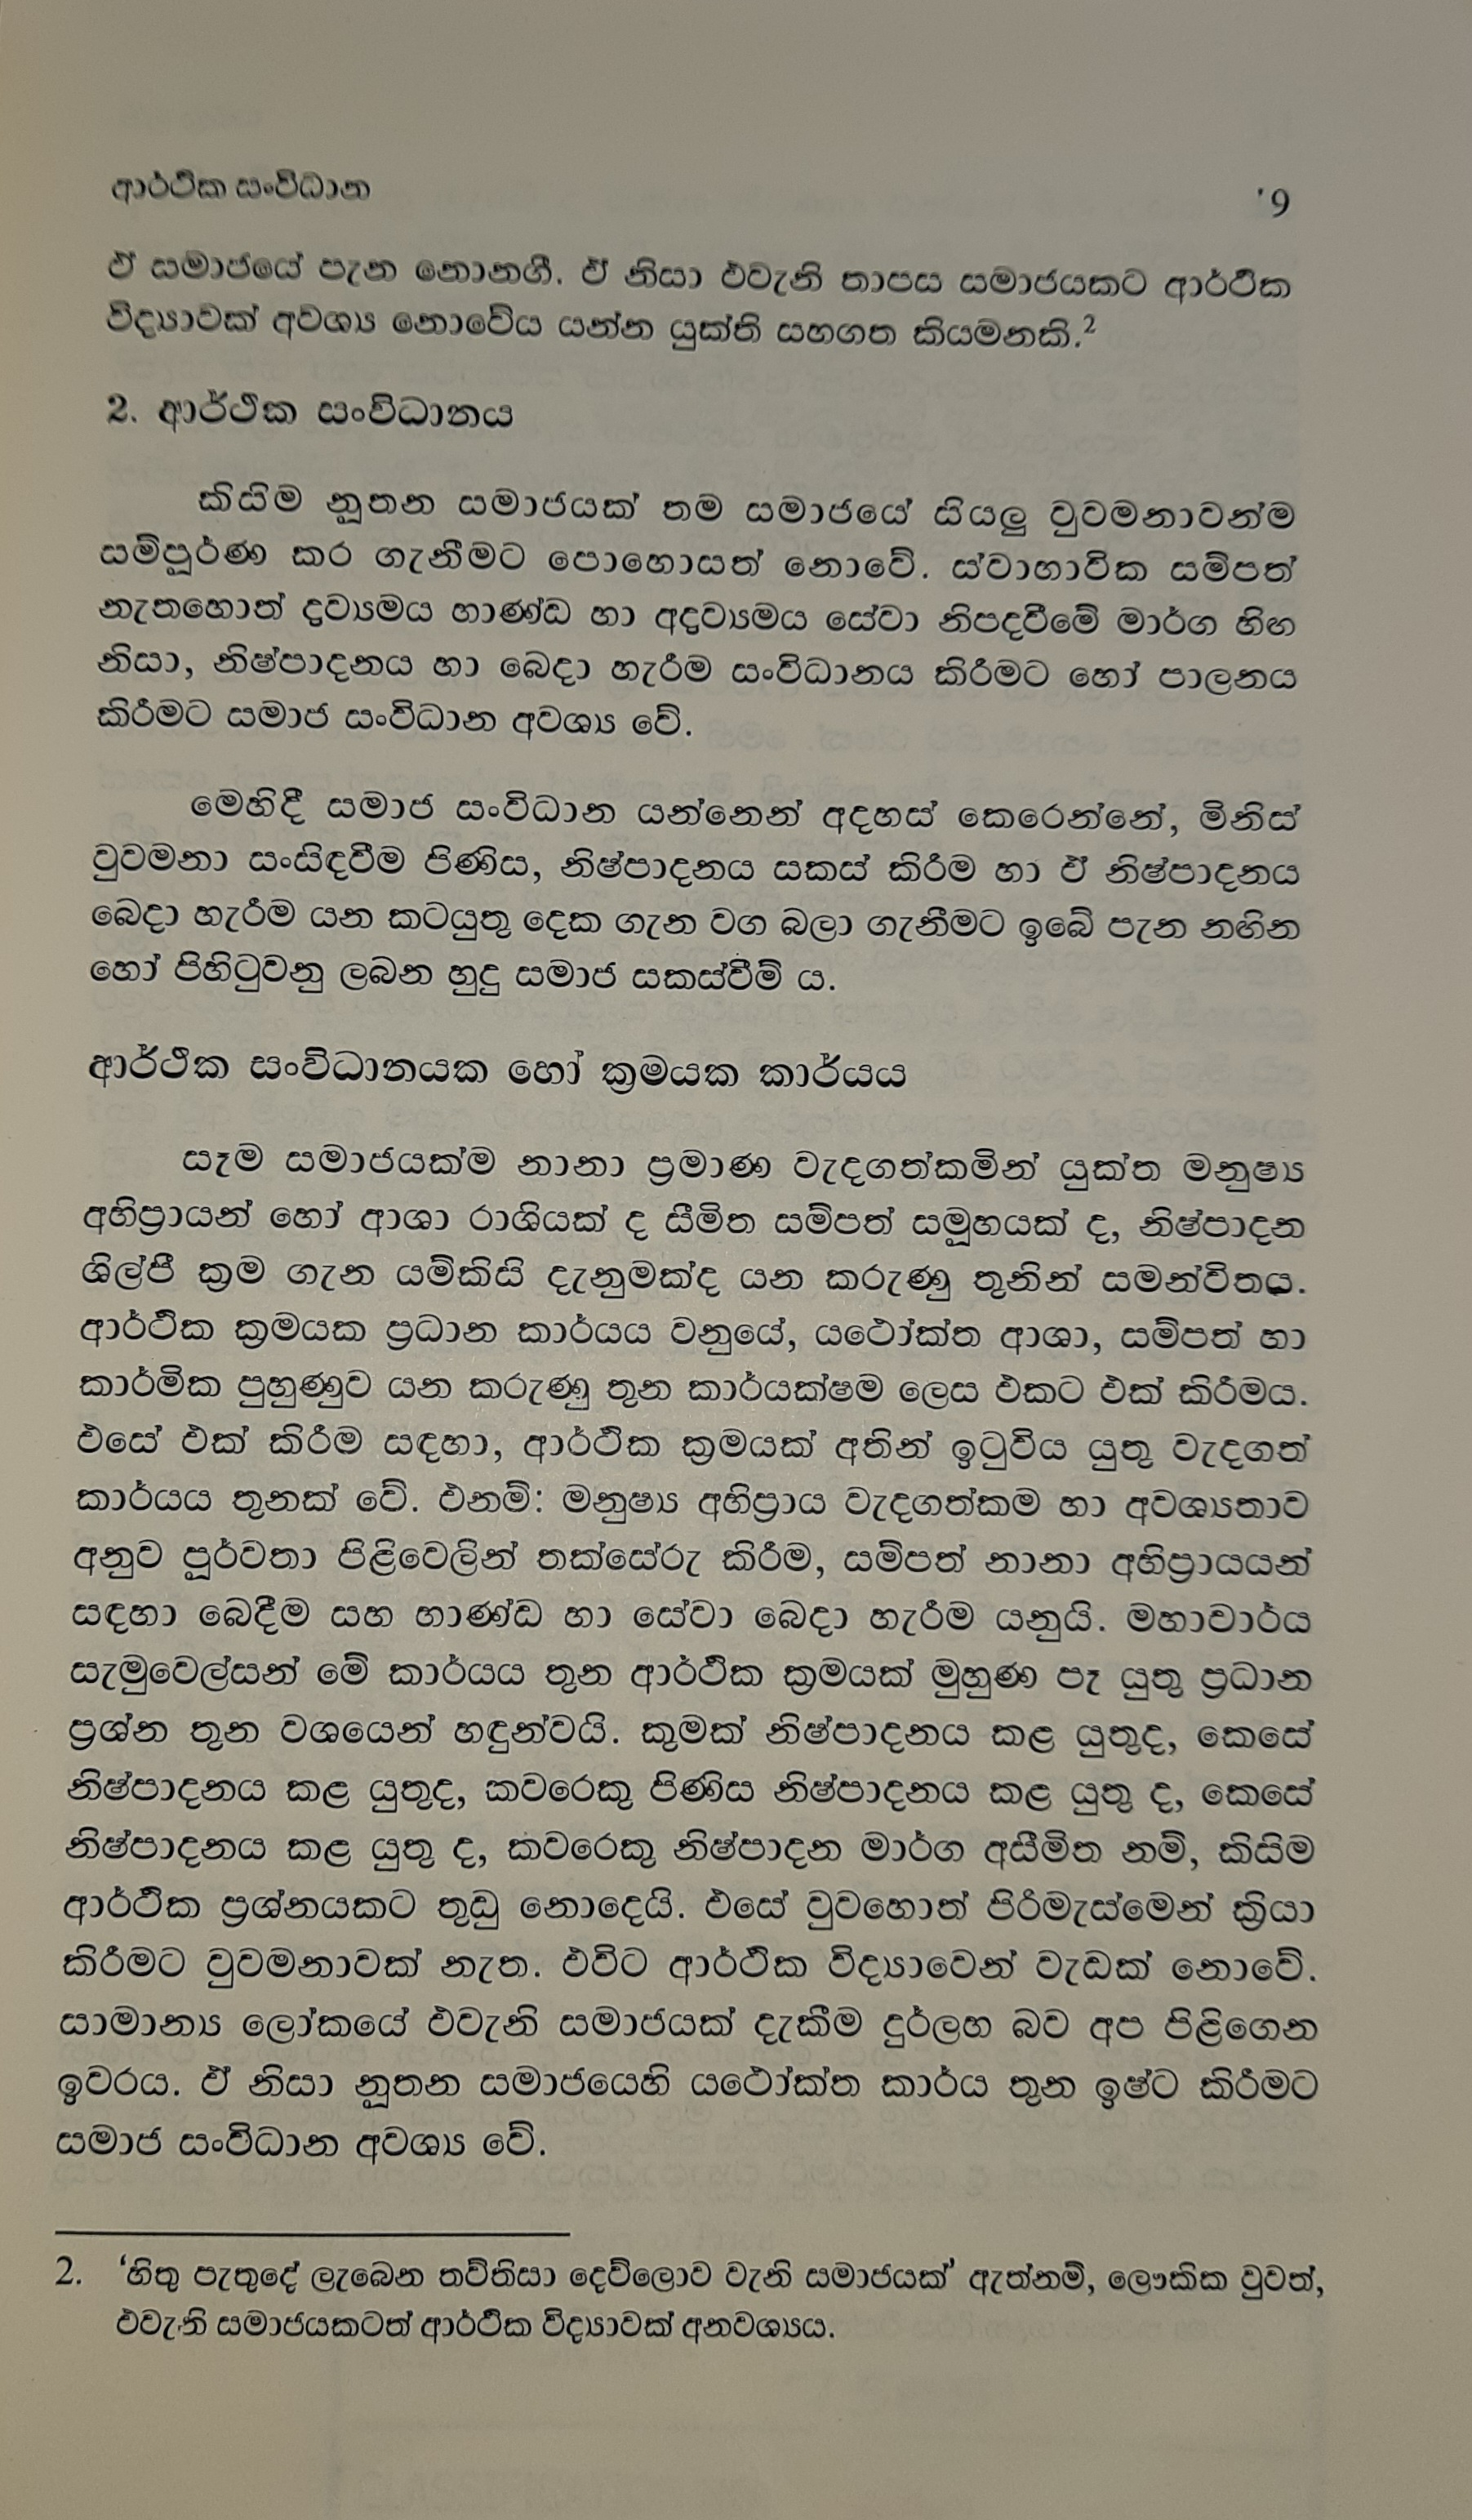 ආර්ථික සංවිධාන
9
ඒ සමාජයේ පැන නොනගී. ඒ නිසා එවැනි තාපස සමාජයකට ආර්ථික
විද්‍යාවක් අවශ්‍ය නොවේය යන්න යුක්ති සහගත කියමනකි.2
2. ආර්ථික සංවිධානය
කිසිම නූතන සමාජයක් තම සමාජයේ සියලු වුවමනාවන්ම
සම්පූර්ණ කර ගැනීමට පොහොසත් නොවේ. ස්වාභාවික සම්පත්
නැතහොත් ද්‍රව්‍යමය භාණ්ඩ හා අද්‍රව්‍යමය සේවා නිපදවීමේ මාර්ග හිඟ
නිසා, නිෂ්පාදනය හා බෙදා හැරීම සංවිධානය කිරීමට හෝ පාලනය
කිරීමට සමාජ සංවිධාන අවශ්‍ය වේ.
මෙහිදී සමාජ සංවිධාන යන්නෙන් අදහස් කෙරෙන්නේ, මිනිස්
වුවමනා සංසිඳවීම පිණිස, නිෂ්පාදනය සකස් කිරීම හා ඒ නිෂ්පාදනය
බෙදා හැරීම යන කටයුතු දෙක ගැන වග බලා ගැනීමට ඉබේ පැන නඟින
හෝ පිහිටුවනු ලබන හුදු සමාජ සකස්වීම් ය.
ආර්ථික සංවිධානයක හෝ ක්‍රමයක කාර්යය
සෑම සමාජයක්ම නානා ප්‍රමාණ වැදගත්කමින් යුක්ත මනුෂ්‍ය
අභිප්‍රායන් හෝ ආශා රාශියක් ද සීමිත සම්පත් සමූහයක් ද, නිෂ්පාදන
ශිල්පී ක්‍රම ගැන යම්කිසි දැනුමක්ද යන කරුණු තුනින් සමන්විතය.
ආර්ථික ක්‍රමයක ප්‍රධාන කාර්යය වනුයේ, යථෝක්ත ආශා, සම්පත් හා
කාර්මික පුහුණුව යන කරුණු තුන කාර්යක්ෂම ලෙස එකට එක් කිරීමය.
එසේ එක් කිරීම සඳහා, ආර්ථික ක්‍රමයක් අතින් ඉටුවිය යුතු වැදගත්
කාර්යය තුනක් වේ. එනම්: මනුෂ්‍ය අභිප්‍රාය වැදගත්කම හා අවශ්‍යතාව
අනුව පූර්වතා පිළිවෙලින් තක්සේරු කිරීම, සම්පත් නානා අභිප්‍රායයන්
සඳහා බෙදීම සහ භාණ්ඩ හා සේවා බෙදා හැරීම යනුයි. මහාචාර්ය
සැමුවෙල්සන් මේ කාර්යය තුන ආර්ථික ක්‍රමයක් මුහුණ පෑ යුතු ප්‍රධාන
ප්‍රශ්න තුන වශයෙන් හඳුන්වයි. කුමක් නිෂ්පාදනය කළ යුතුද, කෙසේ
නිෂ්පාදනය කළ යුතුද, කවරෙකු පිණිස නිෂ්පාදනය කළ යුතු ද, කෙසේ
නිෂ්පාදනය කළ යුතු ද, කවරෙකු නිෂ්පාදන මාර්ග අසීමිත නම්, කිසිම
ආර්ථික ප්‍රශ්නයකට තුඩු නොදෙයි. එසේ වුවහොත් පිරිමැස්මෙන් ක්‍රියා
කිරීමට වුවමනාවක් නැත. එවිට ආර්ථික විද්‍යාවෙන් වැඩක් නොවේ.
සාමාන්‍ය ලෝකයේ එවැනි සමාජයක් දැකීම දුර්ලභ බව අප පිළිගෙන
ඉවරය. ඒ නිසා නූතන සමාජයෙහි යථෝක්ත කාර්ය තුන ඉෂ්ට කිරීමට
සමාජ සංවිධාන අවශ්‍ය වේ.
2. ‘හිතු පැතුදේ ලැබෙන තව්තිසා දෙව්ලොව වැනි සමාජයක්’ ඇත්නම්, ලෞකික වුවත්,
එවැනි සමාජයකටත් ආර්ථික විද්‍යාවක් අනවශ්‍යය.